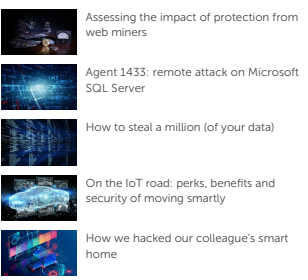 Assessing the impact of protection from
web miners
Agent 1433: remote attack on Microsoft
SQL Server
How to steal a million (of your data)
On the IoT road: perks, benefits and
security of moving smartly
How we hacked our colleague's smart
home